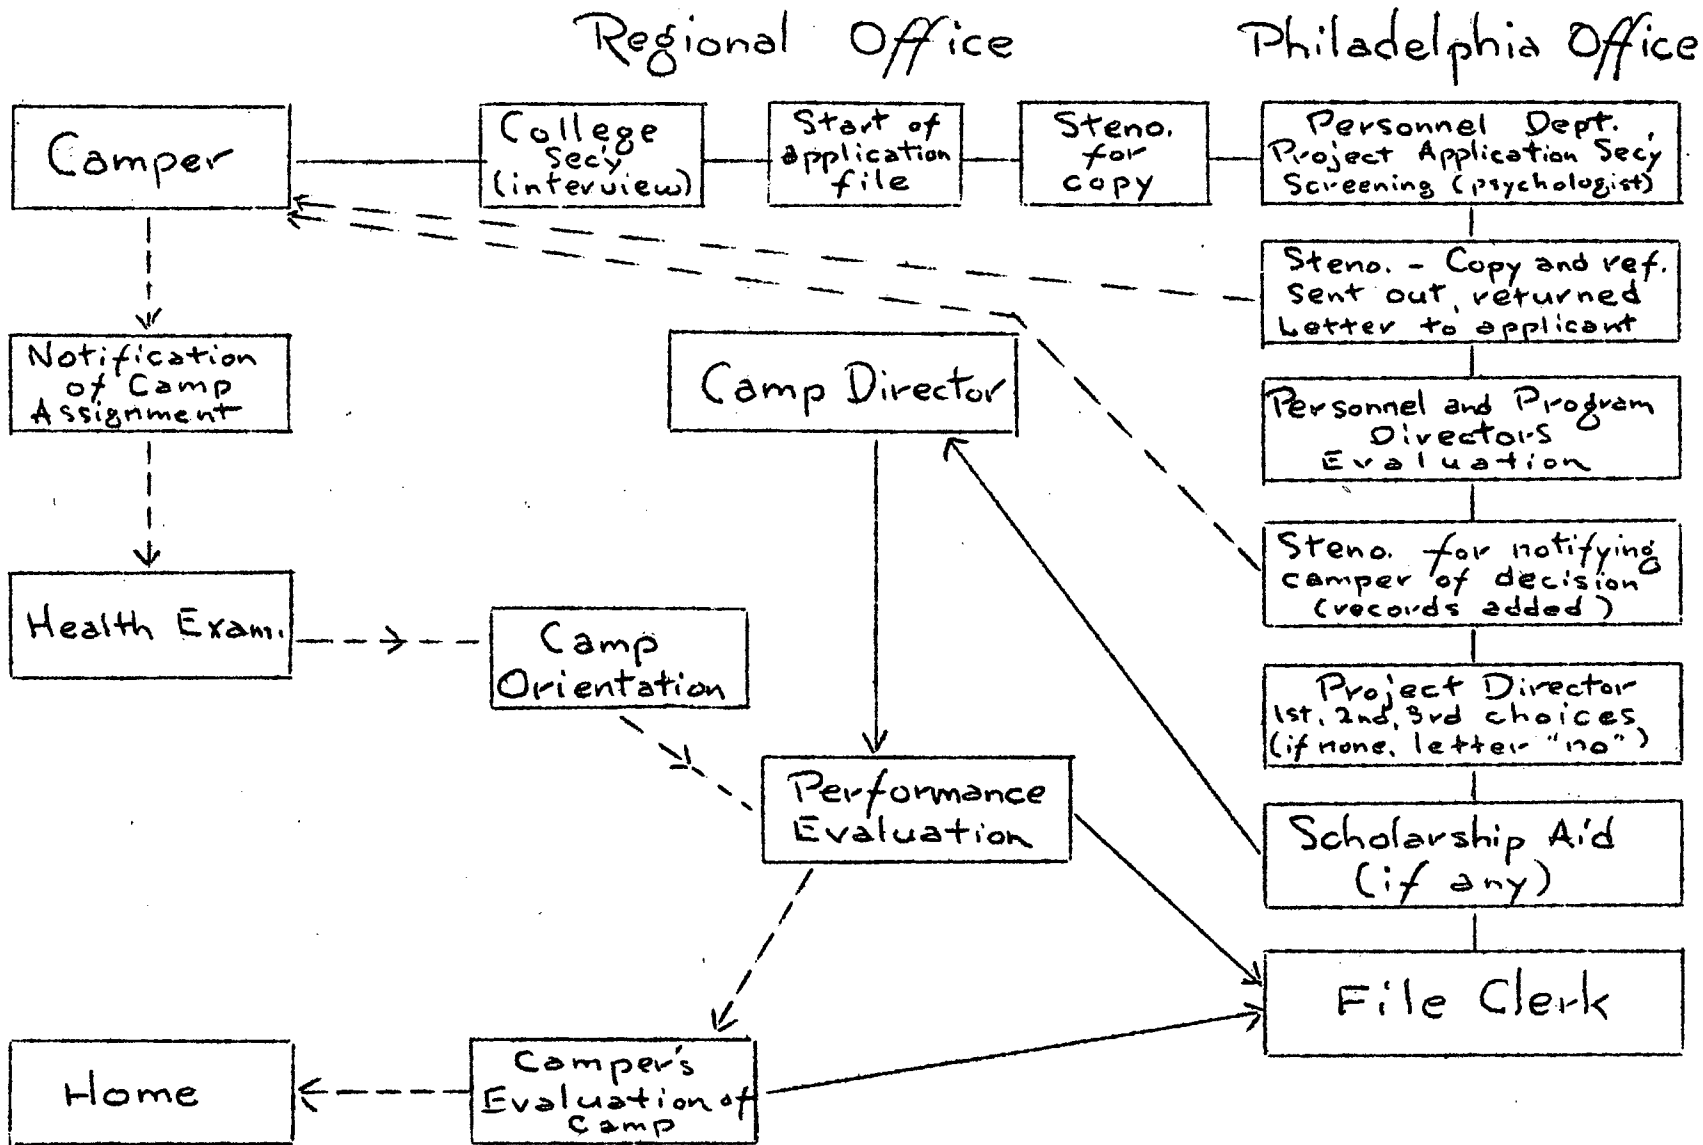 Regional Office
Philadelphia Office
Camper
College
Sec'y
(interview)
Start of
application
file
Steno.
for
copy
Personnel Dept.
Project Application Sec'y
Screening (psychologist)
Steno. - Copy and ref.
sent out, returned
Letter to applicant
Notification
of Camp
Assignment
Camp Director
Personnel and Program
Directors
Evaluation
Steno. for notifying
camper of decision
(records added)
Health Exam.
Camp
Orientation
Project Director
1st, 2nd, 3rd choices
(if none, letter "no")
Performance
Evaluation
Scholarship Aid
(if any)
File Clerk
Home
Camper's
Evaluation of
Camp